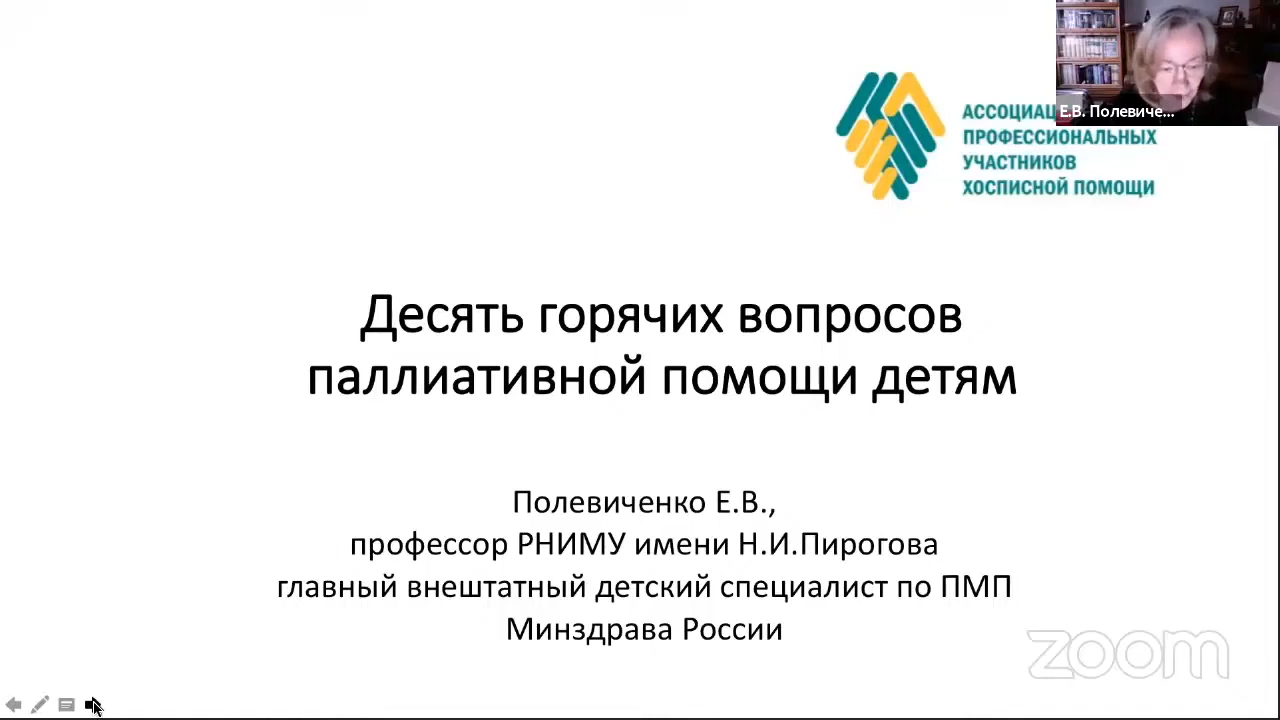 АССОЦИАЦ
ПРОФЕССИОНАЛЬНЫХ
УЧАСТНИКОВ
ХОСПИСНОЙ ПОМОЩИ
Е.В. Полевиче...
Десять горячих вопросов
паллиативной помощи детям
Полевиченко Е.В.,
профессор РНИМУ имени Н.И.Пирогова
главный внештатный детский специалист по ПМП
Минздрава России
zoom